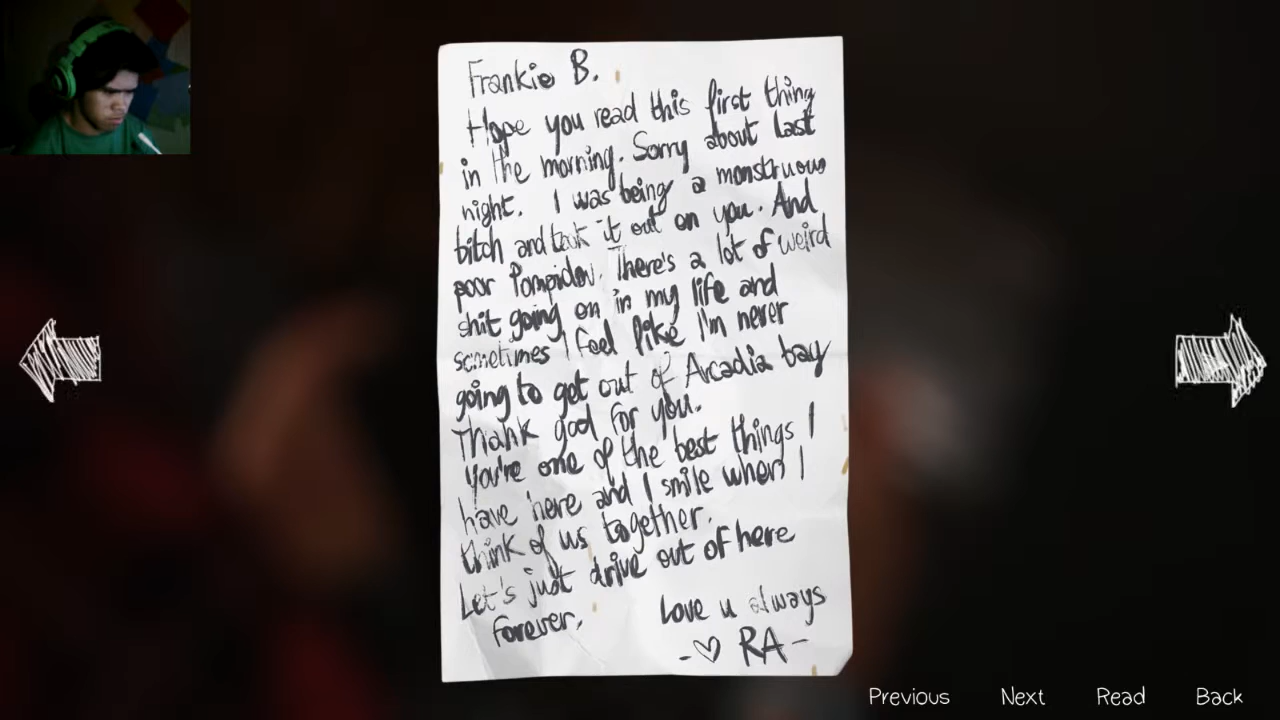 Frankie B.
Hope you read this first thing
in the morning. Sorry about last
night. I was being a monstruous
bitch and took it out on you. And
poor Pompidou. There's a lot of weird
shit going on in my life and
sometimes I feel like I'm never
going to get out of Arcadia bay
Thank god for you.
You're one of the best things I
have here and I smile when I
think of us together.
Let's just drive out of here
forever.
Love u always
-♡ RA-
Previous Next Read Back